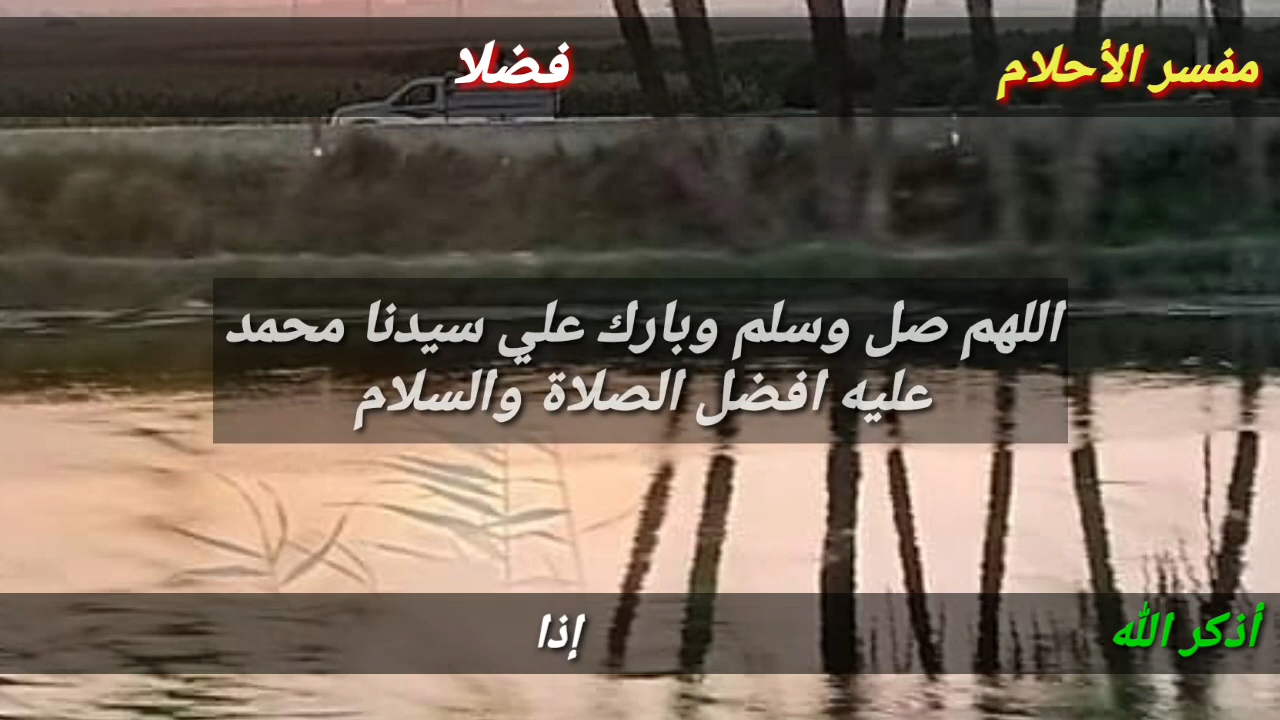 مفسر الأحلام
فضلا
اللهم صل وسلم وبارك علي سيدنا محمد
عليه افضل الصلاة والسلام
أذكر الله
إذا